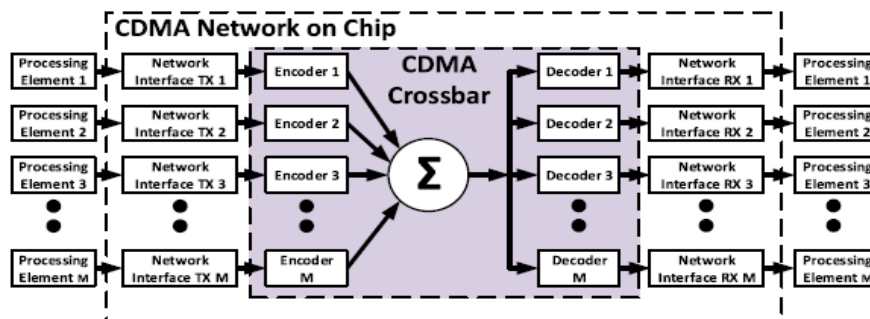 CDMA Network on Chip
Processing
Element 1
Network
Interface TX 1
Encoder 1
CDMA
Crossbar
Decoder 1
Network
Interface RX 1
Processing
Element 1
Processing
Element 2
Network
Interface TX 2
Encoder 2
Decoder 2
Network
Interface RX 2
Processing
Element 2
Processing
Element 3
Network
Interface TX 3
Encoder 3
Σ
Decoder 3
Network
Interface RX 3
Processing
Element 3
Processing
Element M
Network
Interface TX M
Encoder
M
Decoder
M
Network
Interface RX M
Processing
Element M